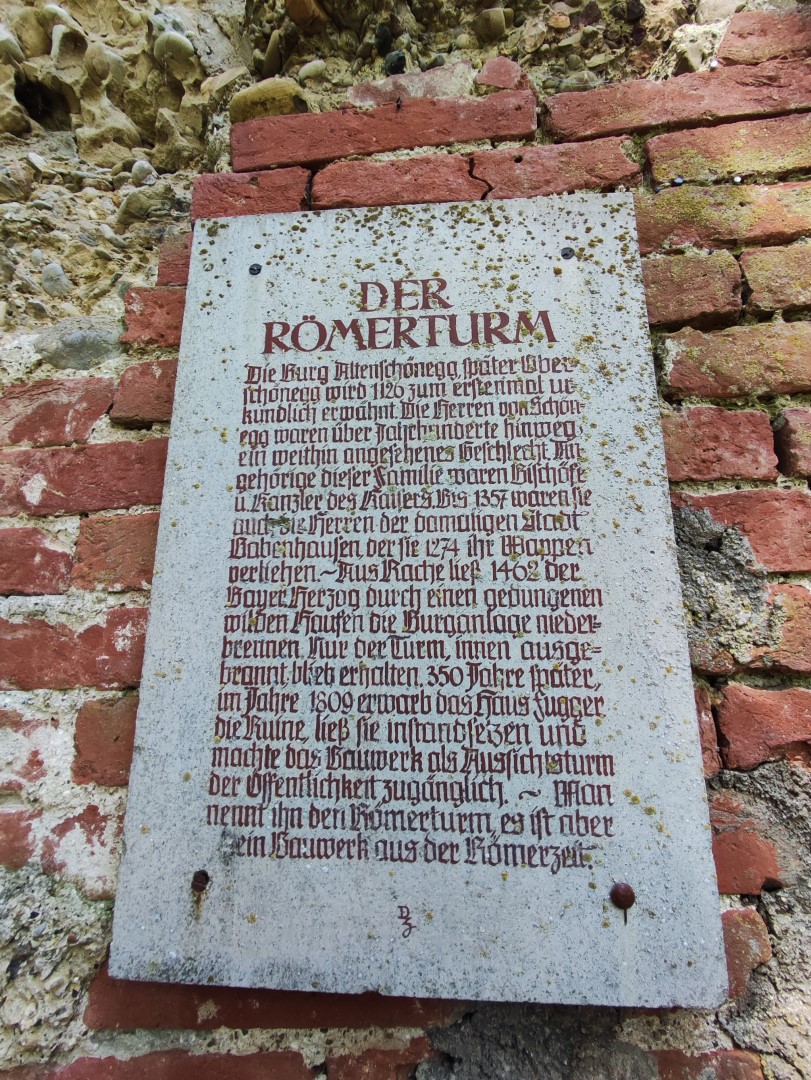 DER
RÖMERTURM
Die Burg Altenschönegg, später Ober-
schönegg wird 1126 zum erstenmal ur-
kundlich erwähnt. Die Herren von Schön-
egg waren über Jahrhunderte hinweg
ein weithin angesehenes Geschlecht. An-
gehörige dieser Familie waren Bischöfe
u. Kanzler des Kaisers. Bis 1357 waren sie
auch die Herren der damaligen Stadt
Babenhausen, der sie 1274 ihr Wappen
verliehen. ~ Aus Rache ließ 1462 der
Bayer. Herzog durch einen gedungenen
wilden Haufen die Burganlage nieder-
brennen. Nur der Turm, innen ausge-
brannt, blieb erhalten. 350 Jahre später,
im Jahre 1809 erwarb das Haus Fugger
die Ruine, ließ sie instandsetzen und
machte das Bauwerk als Aussichtsturm
der Öffentlichkeit zugänglich. ~ Man
nennt ihn den Römerturm, es ist aber
ein Bauwerk aus der Römerzeit.